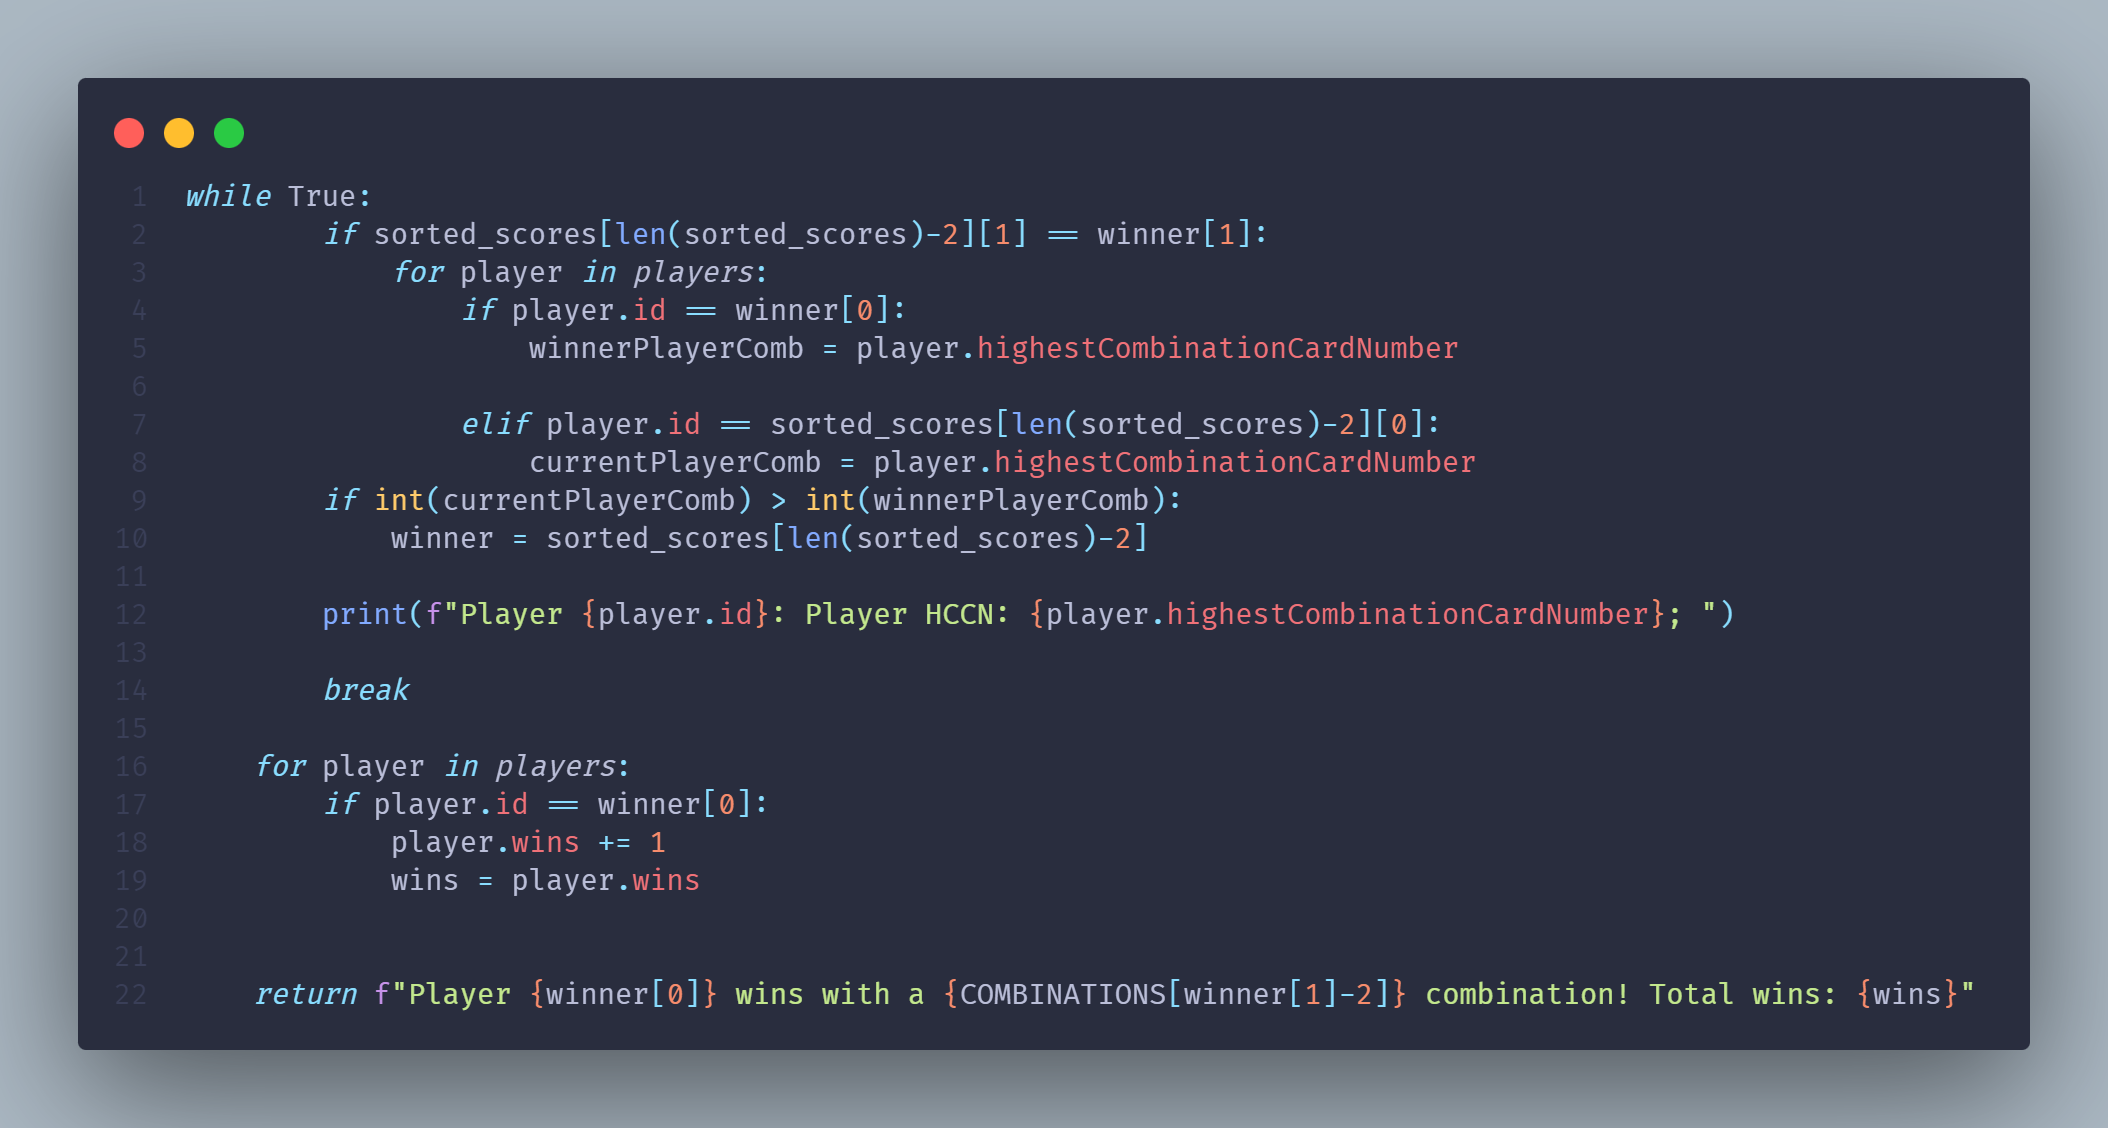 1 while True:
2         if sorted_scores[len(sorted_scores)-2][1] == winner[1]:
3             for player in players:
4                 if player.id == winner[0]:
5                     winnerPlayerComb = player.highestCombinationCardNumber
6
7                 elif player.id == sorted_scores[len(sorted_scores)-2][0]:
8                     currentPlayerComb = player.highestCombinationCardNumber
9         if int(currentPlayerComb) > int(winnerPlayerComb):
10             winner = sorted_scores[len(sorted_scores)-2]
11
12         print(f"Player {player.id}: Player HCCN: {player.highestCombinationCardNumber}; ")
13
14         break
15
16     for player in players:
17         if player.id == winner[0]:
18             player.wins += 1
19             wins = player.wins
20
21
22     return f"Player {winner[0]} wins with a {COMBINATIONS[winner[1]-2]} combination! Total wins: {wins}"